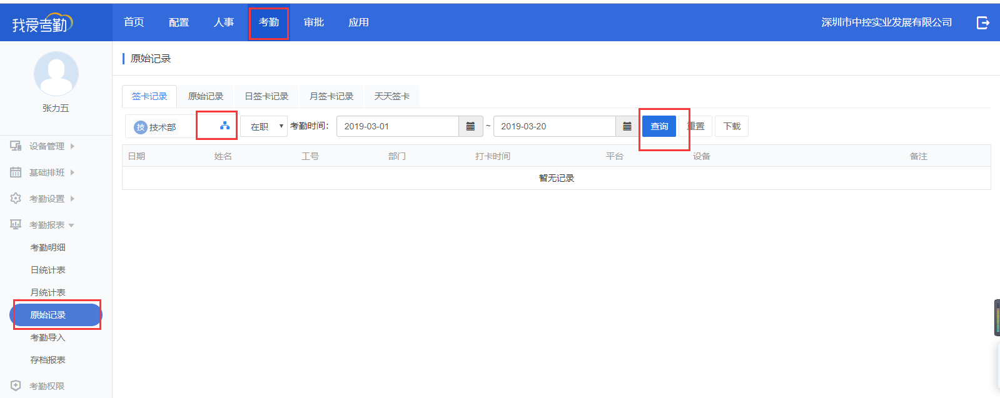 我爱考勤 首页 配置 人事 考勤 审批 应用 深圳市中控实业发展有限公司
张力五
设备管理
基础排班
考勤设置
考勤报表
考勤明细
日统计表
月统计表
原始记录
考勤导入
存档报表
考勤权限
原始记录
签卡记录 原始记录 日签卡记录 月签卡记录 天天签卡
技 技术部 在职 考勤时间： 2019-03-01 ~ 2019-03-20 查询 重置 下载
日期 姓名 工号 部门 打卡时间 平台 设备 备注
暂无记录